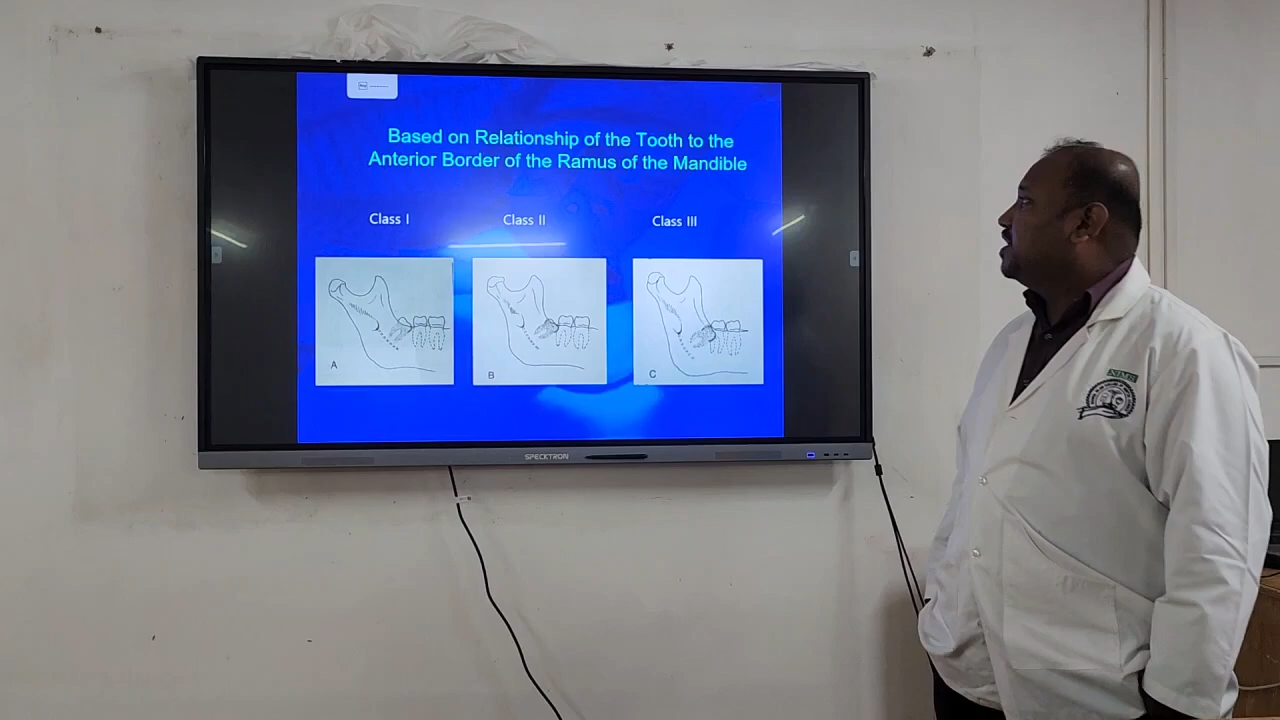 Based on Relationship of the Tooth to the
Anterior Border of the Ramus of the Mandible
Class I
Class II
Class III
A
B
C
SPECKTRON